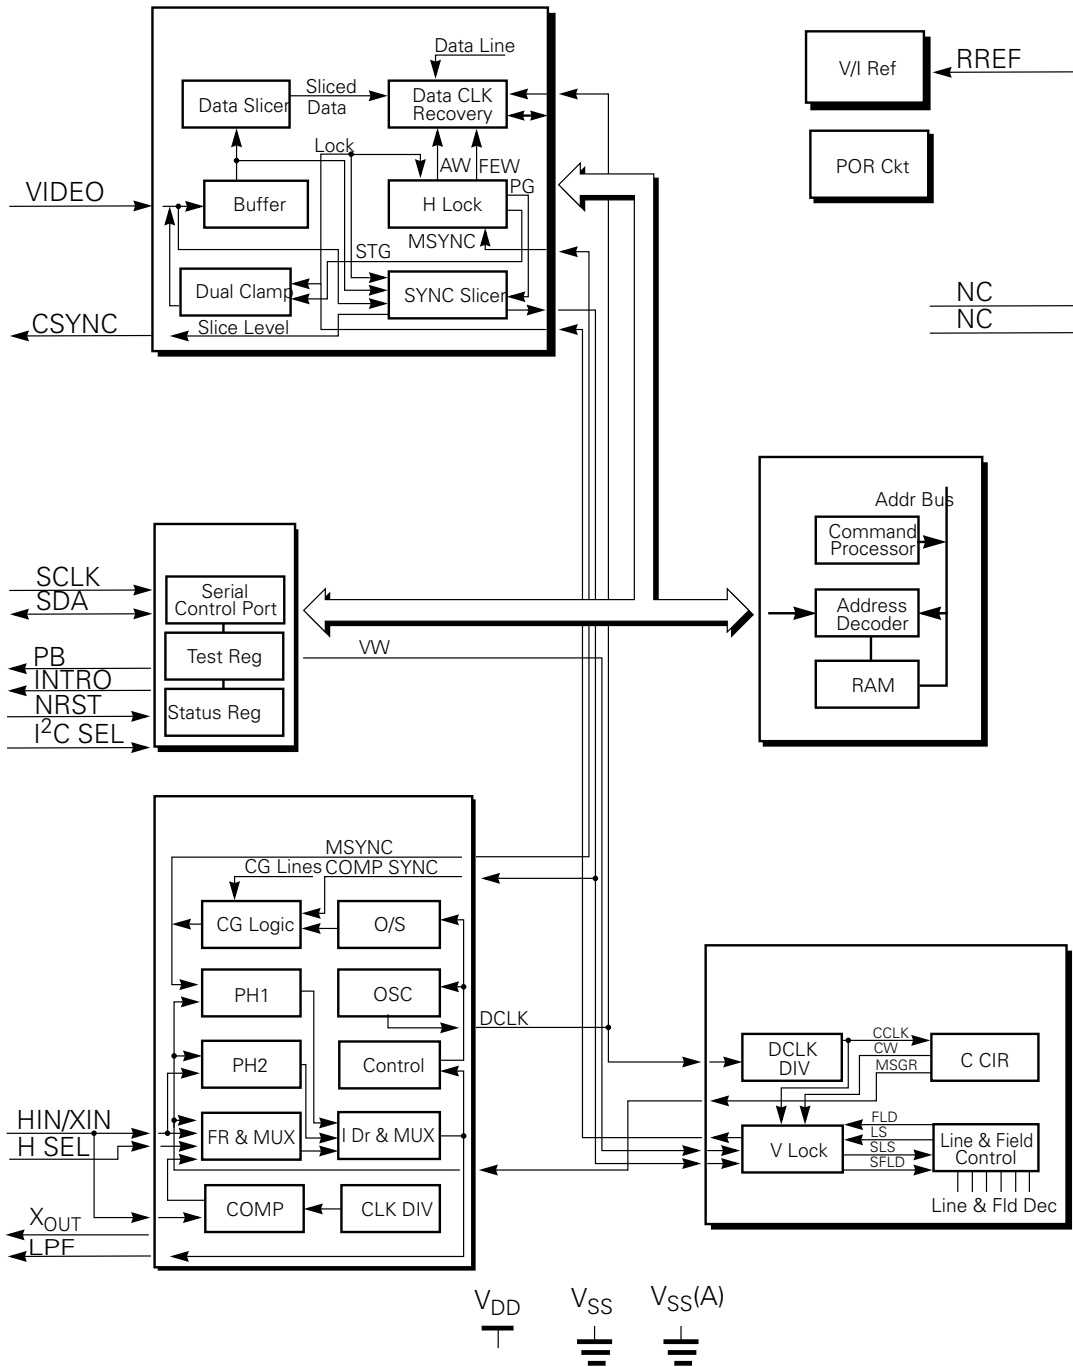 Data Line
Data Slicer
Sliced
Data
Data CLK
Recovery
Lock
AW
FEW
PG
VIDEO
Buffer
H Lock
MSYNC
STG
Dual Clamp
SYNC Slicer
CSYNC
Slice Level
V/I Ref
RREF
POR Ckt
NC
NC
SCLK
SDA
PB
INTRO
NRST
I²C SEL
Serial
Control Port
Test Reg
Status Reg
VW
Addr Bus
Command
Processor
Address
Decoder
RAM
MSYNC
CG Lines
COMP SYNC
CG Logic
O/S
PH1
OSC
DCLK
PH2
Control
HIN/XIN
H SEL
FR & MUX
I Dr & MUX
COMP
CLK DIV
XOUT
LPF
DCLK
DIV
CCLK
CW
MSGR
C CIR
V Lock
FLD
LS
SLS
SFLD
Line & Field
Control
Line & Fld Dec
VDD
VSS
VSS(A)